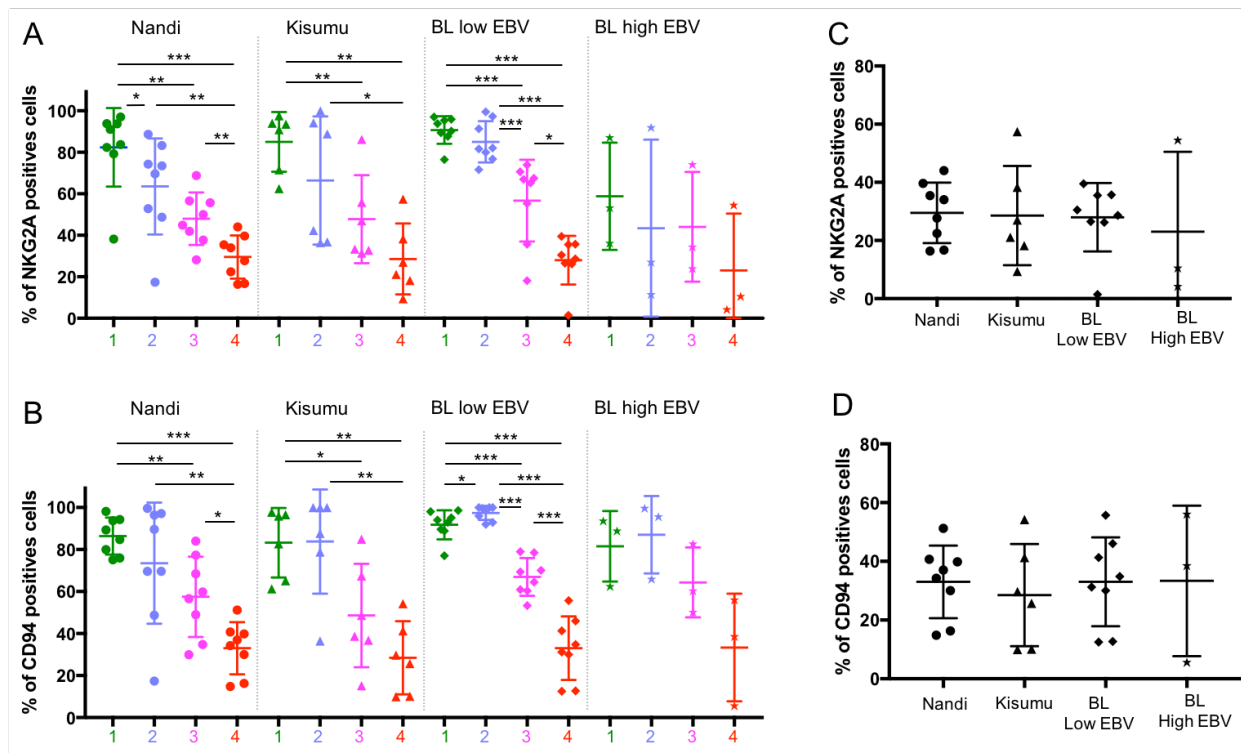 A
Nandi
Kisumu
BL low EBV
BL high EBV
*** ** * ** ** ** ** * *** *** *** *** *
% of NKG2A positives cells
100
80
60
40
20
0
1 2 3 4 1 2 3 4 1 2 3 4 1 2 3 4
B
Nandi
Kisumu
BL low EBV
BL high EBV
*** ** ** * ** * ** *** *** * *** *** ***
% of CD94 positives cells
100
80
60
40
20
0
1 2 3 4 1 2 3 4 1 2 3 4 1 2 3 4
C
% of NKG2A positives cells
80
60
40
20
0
Nandi
Kisumu
BL
Low EBV
BL
High EBV
D
% of CD94 positives cells
80
60
40
20
0
Nandi
Kisumu
BL
Low EBV
BL
High EBV